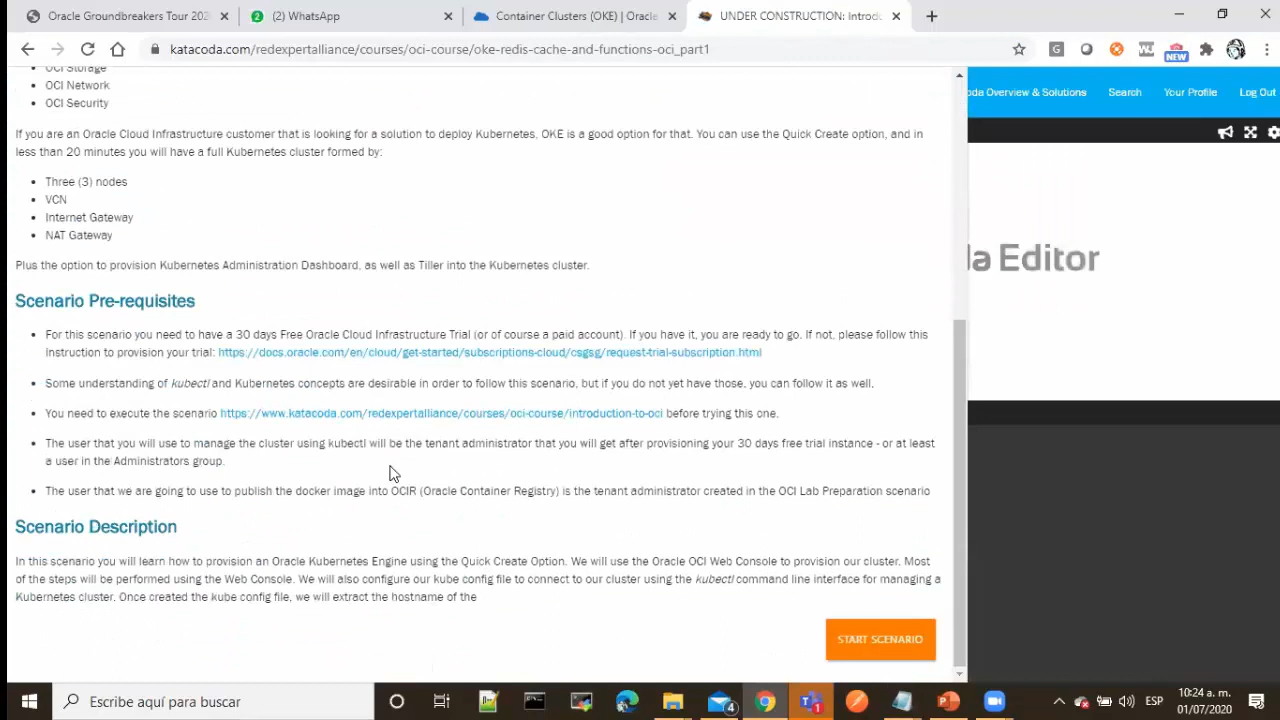 Oracle Groundbreakers Tour 202
2 (2) WhatsApp
Container Clusters (OKE) | Oracle
UNDER CONSTRUCTION: Introdu
katacoda.com/redexpertalliance/courses/oci-course/oke-redis-cache-and-functions-oci_part1
NEW
OCI Storage
OCI Network
OCI Security
If you are an Oracle Cloud Infrastructure customer that is looking for a solution to deploy Kubernetes, OKE is a good option for that. You can use the Quick Create option, and in
less than 20 minutes you will have a full Kubernetes cluster formed by:
Three (3) nodes
VCN
Internet Gateway
NAT Gateway
Plus the option to provision Kubernetes Administration Dashboard, as well as Tiller into the Kubernetes cluster.
Scenario Pre-requisites
For this scenario you need to have a 30 days Free Oracle Cloud Infrastructure Trial (or of course a paid account). If you have it, you are ready to go. If not, please follow this
instruction to provision your trial: https://docs.oracle.com/en/cloud/get-started/subscriptions-cloud/csgsg/request-trial-subscription.html
Some understanding of kubectl and Kubernetes concepts are desirable in order to follow this scenario, but if you do not yet have those, you can follow it as well.
You need to execute the scenario https://www.katacoda.com/redexpertalliance/courses/oci-course/introduction-to-oci before trying this one.
The user that you will use to manage the cluster using kubectl will be the tenant administrator that you will get after provisioning your 30 days free trial instance - or at least
a user in the Administrators group.
The user that we are going to use to publish the docker image into OCIR (Oracle Container Registry) is the tenant administrator created in the OCI Lab Preparation scenario
Scenario Description
In this scenario you will learn how to provision an Oracle Kubernetes Engine using the Quick Create Option. We will use the Oracle OCI Web Console to provision our cluster. Most
of the steps will be performed using the Web Console. We will also configure our kube config file to connect to our cluster using the kubectl command line interface for managing a
Kubernetes cluster. Once created the kube config file, we will extract the hostname of the
START SCENARIO
oda Overview & Solutions
Search
Your Profile
Log Out
da Editor
Escribe aquí para buscar
4
1
ESP
10:24 a. m.
01/07/2020